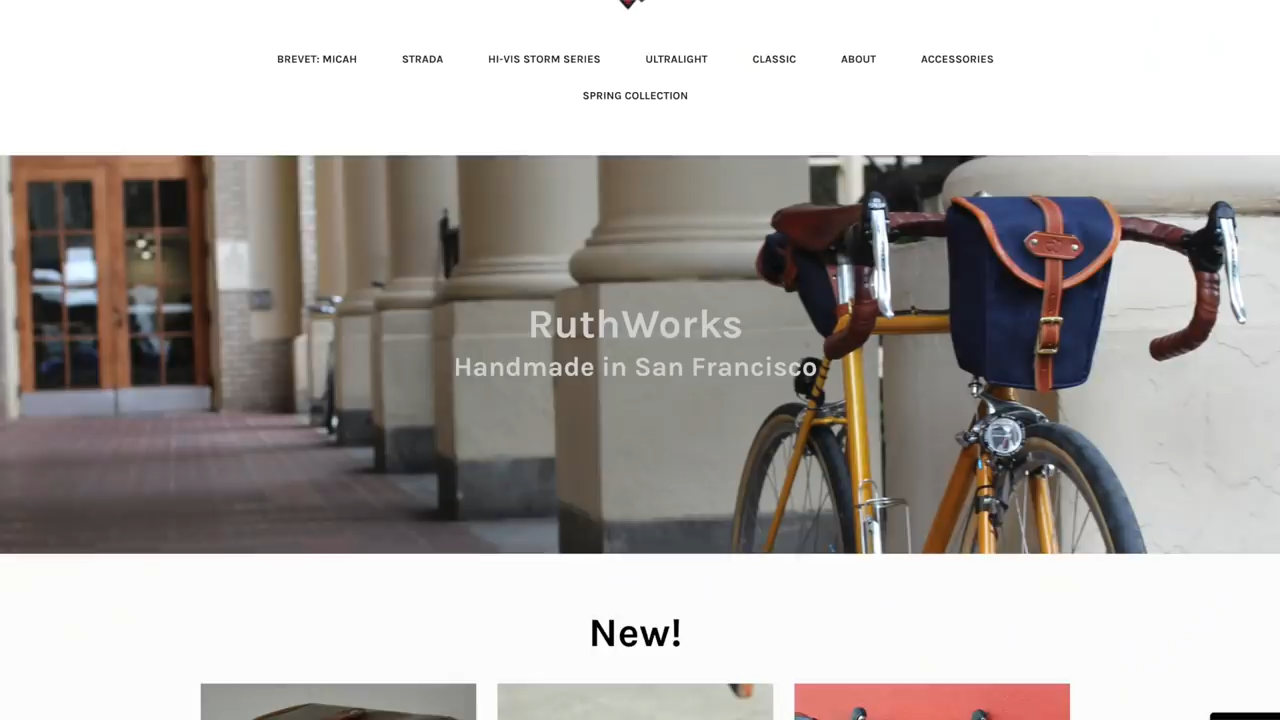 BREVET: MICAH STRADA HI-VIS STORM SERIES ULTRALIGHT CLASSIC ABOUT ACCESSORIES
SPRING COLLECTION
RuthWorks
Handmade in San Francisco
New!